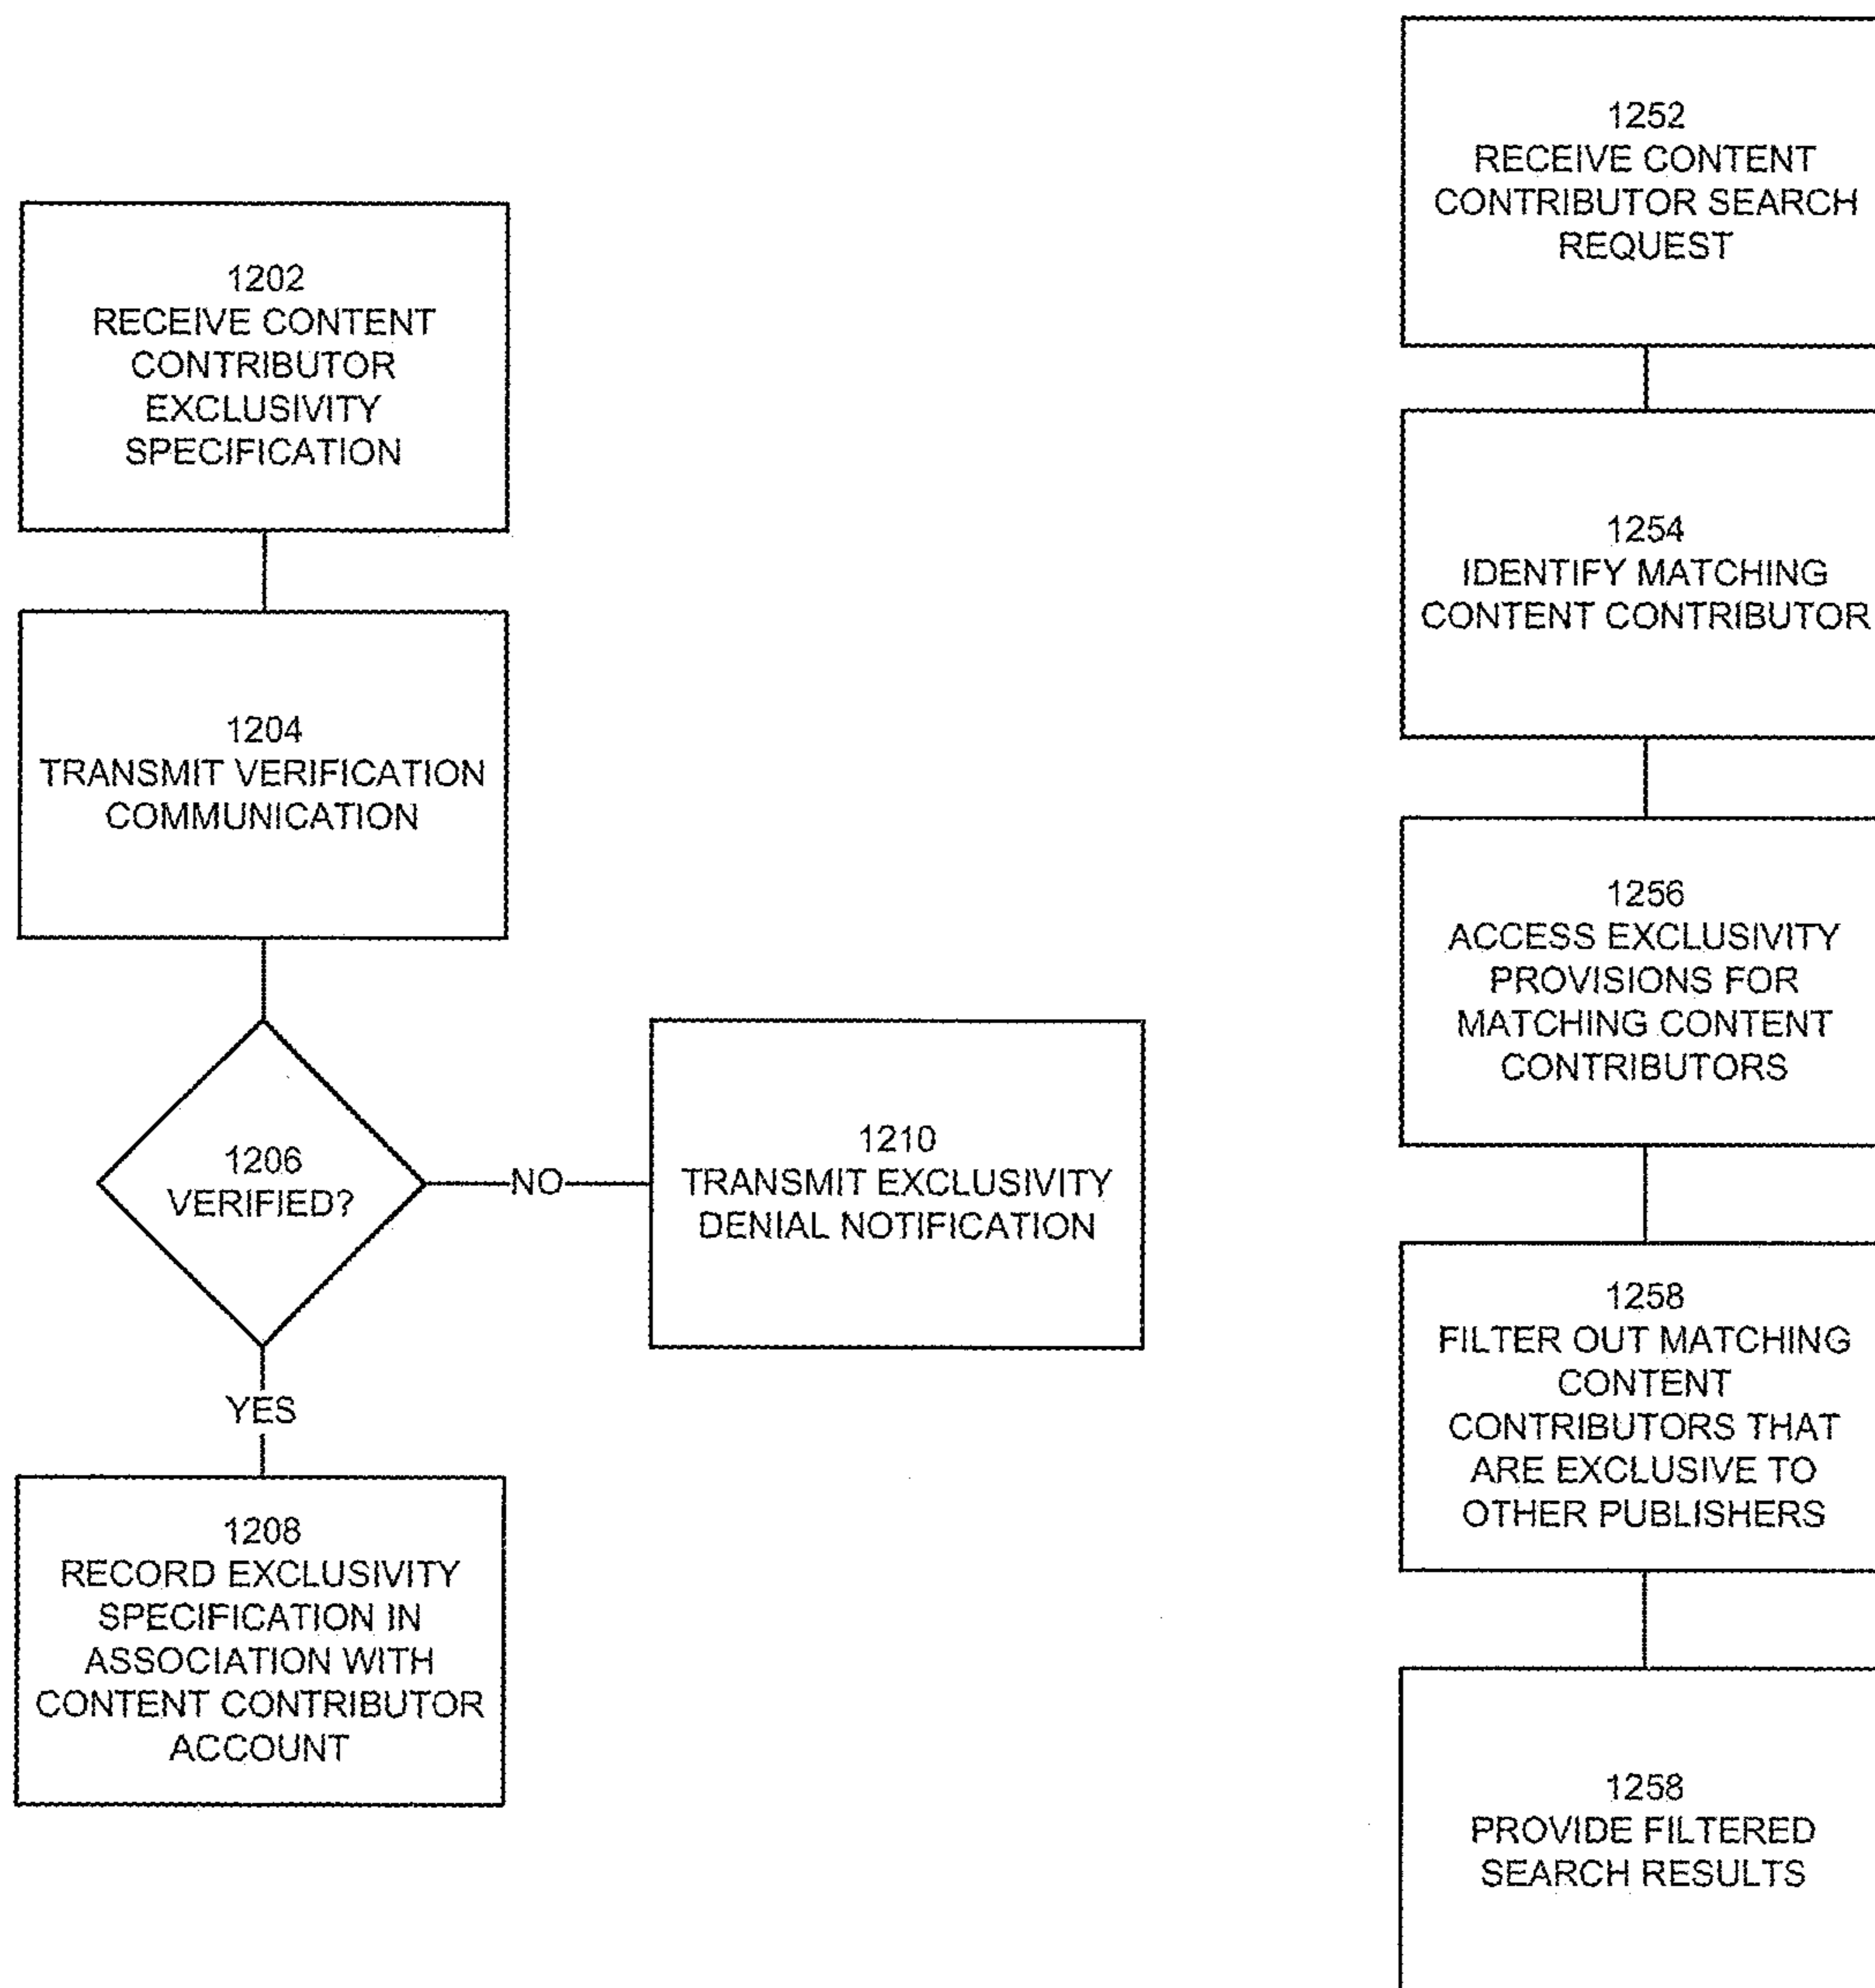 1202
RECEIVE CONTENT
CONTRIBUTOR
EXCLUSIVITY
SPECIFICATION
1204
TRANSMIT VERIFICATION
COMMUNICATION
1206
VERIFIED?
NO
1210
TRANSMIT EXCLUSIVITY
DENIAL NOTIFICATION
YES
1208
RECORD EXCLUSIVITY
SPECIFICATION IN
ASSOCIATION WITH
CONTENT CONTRIBUTOR
ACCOUNT
1252
RECEIVE CONTENT
CONTRIBUTOR SEARCH
REQUEST
1254
IDENTIFY MATCHING
CONTENT CONTRIBUTOR
1256
ACCESS EXCLUSIVITY
PROVISIONS FOR
MATCHING CONTENT
CONTRIBUTORS
1258
FILTER OUT MATCHING
CONTENT
CONTRIBUTORS THAT
ARE EXCLUSIVE TO
OTHER PUBLISHERS
1258
PROVIDE FILTERED
SEARCH RESULTS